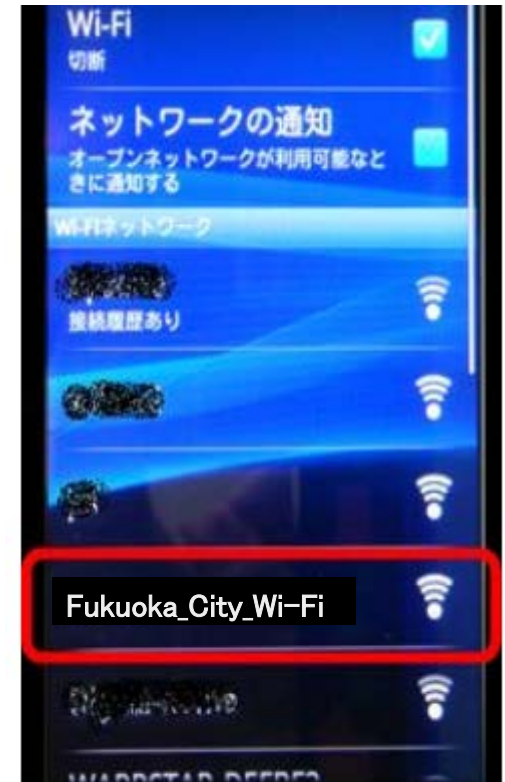 Wi-Fi
切断
ネットワークの通知
オープンネットワークが利用可能なと
きに通知する
Wi-Fiネットワーク
接続履歴あり
Fukuoka_City_Wi-Fi